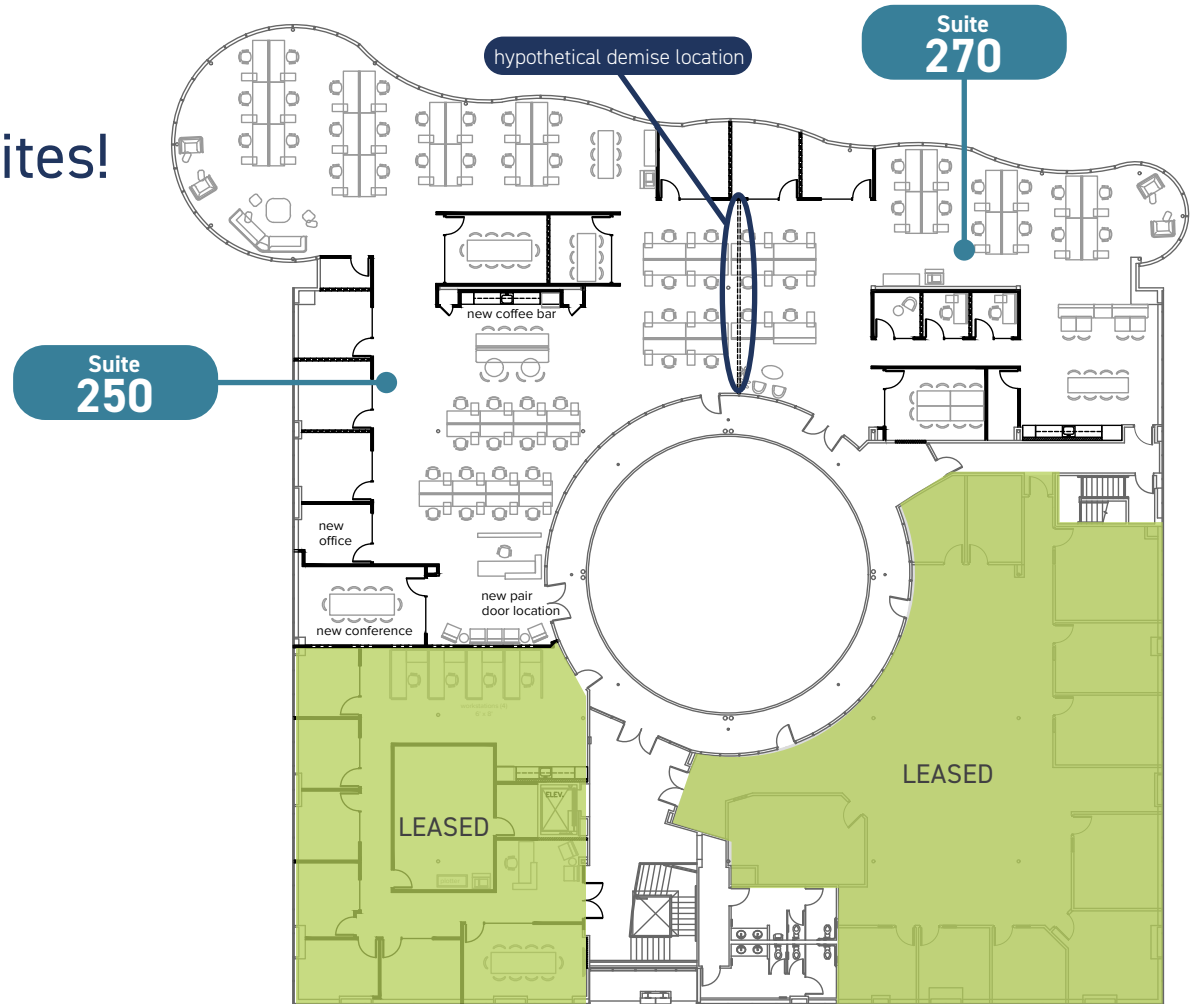 ites!
hypothetical demise location
Suite
270
new coffee bar
Suite
250
new
office
new pair
door location
new conference
LEASED
ELEV.
LEASED